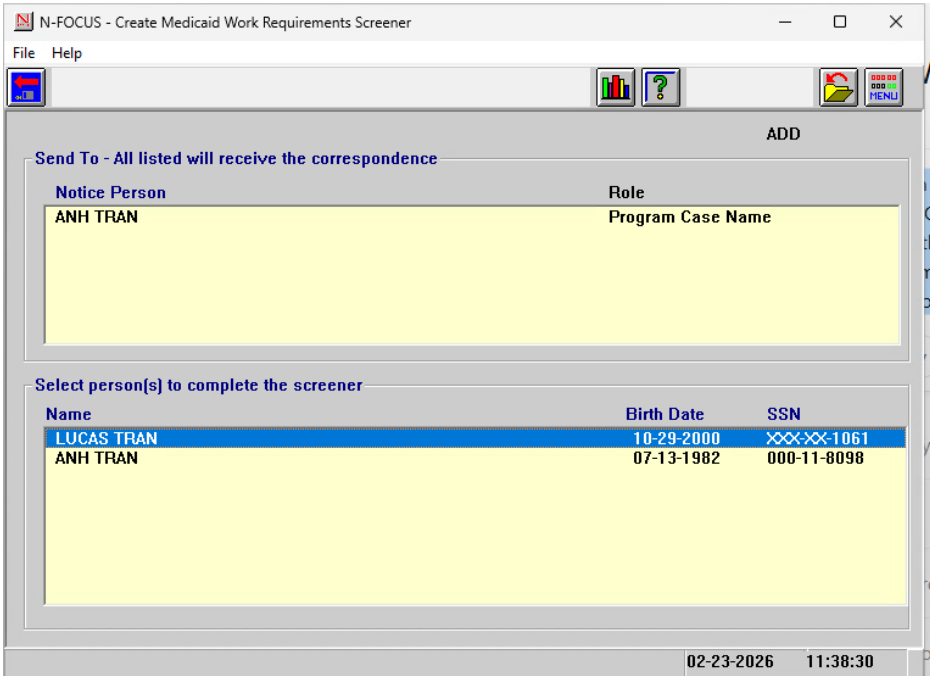 N-FOCUS - Create Medicaid Work Requirements Screener
File Help
MENU
ADD
Send To - All listed will receive the correspondence
Notice Person Role
ANH TRAN Program Case Name
Select person(s) to complete the screener
Name Birth Date SSN
LUCAS TRAN 10-29-2000 XXX-XX-1061
ANH TRAN 07-13-1982 000-11-8098
02-23-2026 11:38:30